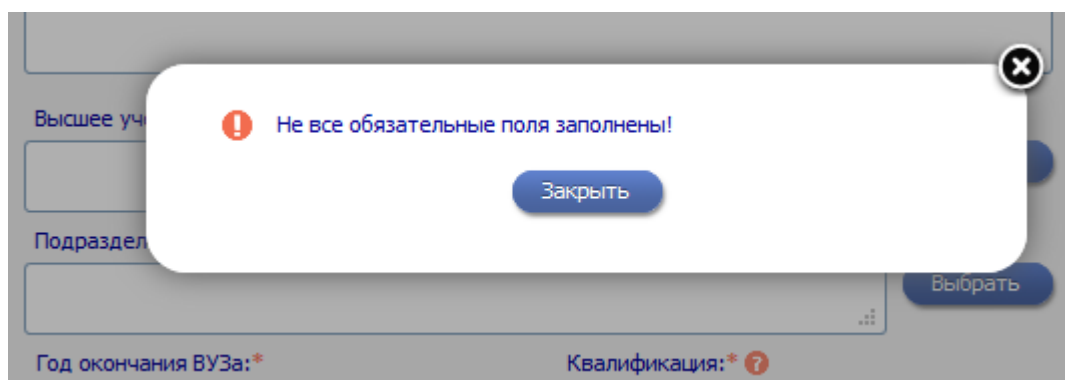 Высшее уч
Не все обязательные поля заполнены!
Закрыть
Подраздел
Выбрать
Год окончания ВУЗа:* Квалификация:* ?